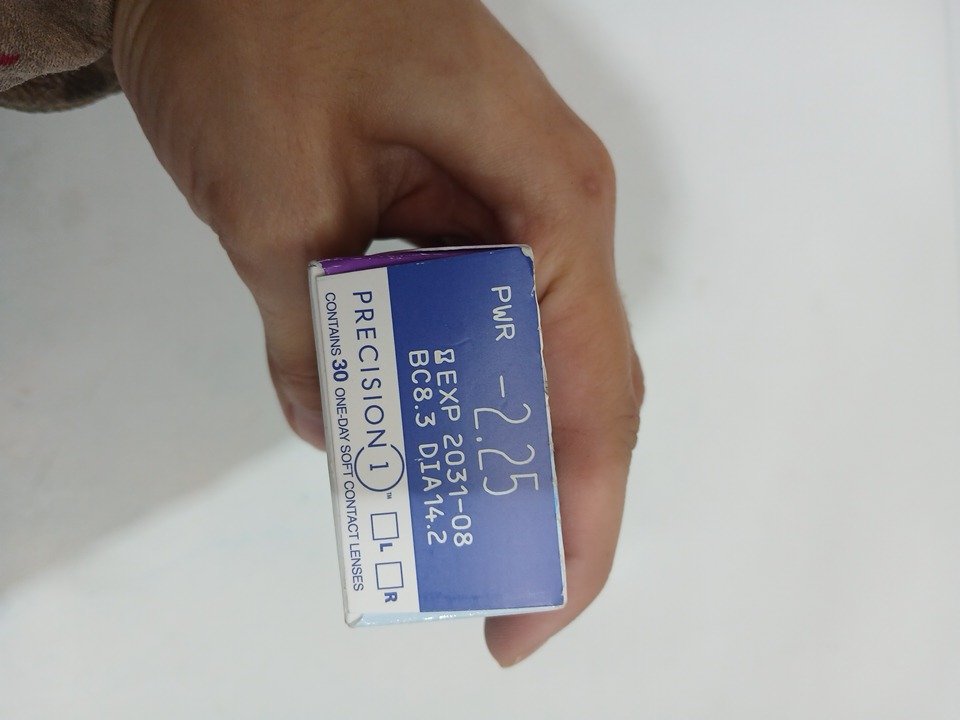 PWR -2.25
EXP 2031-08
BC8.3 DIA14.2
PRECISION 1™ L R
CONTAINS 30 ONE-DAY SOFT CONTACT LENSES